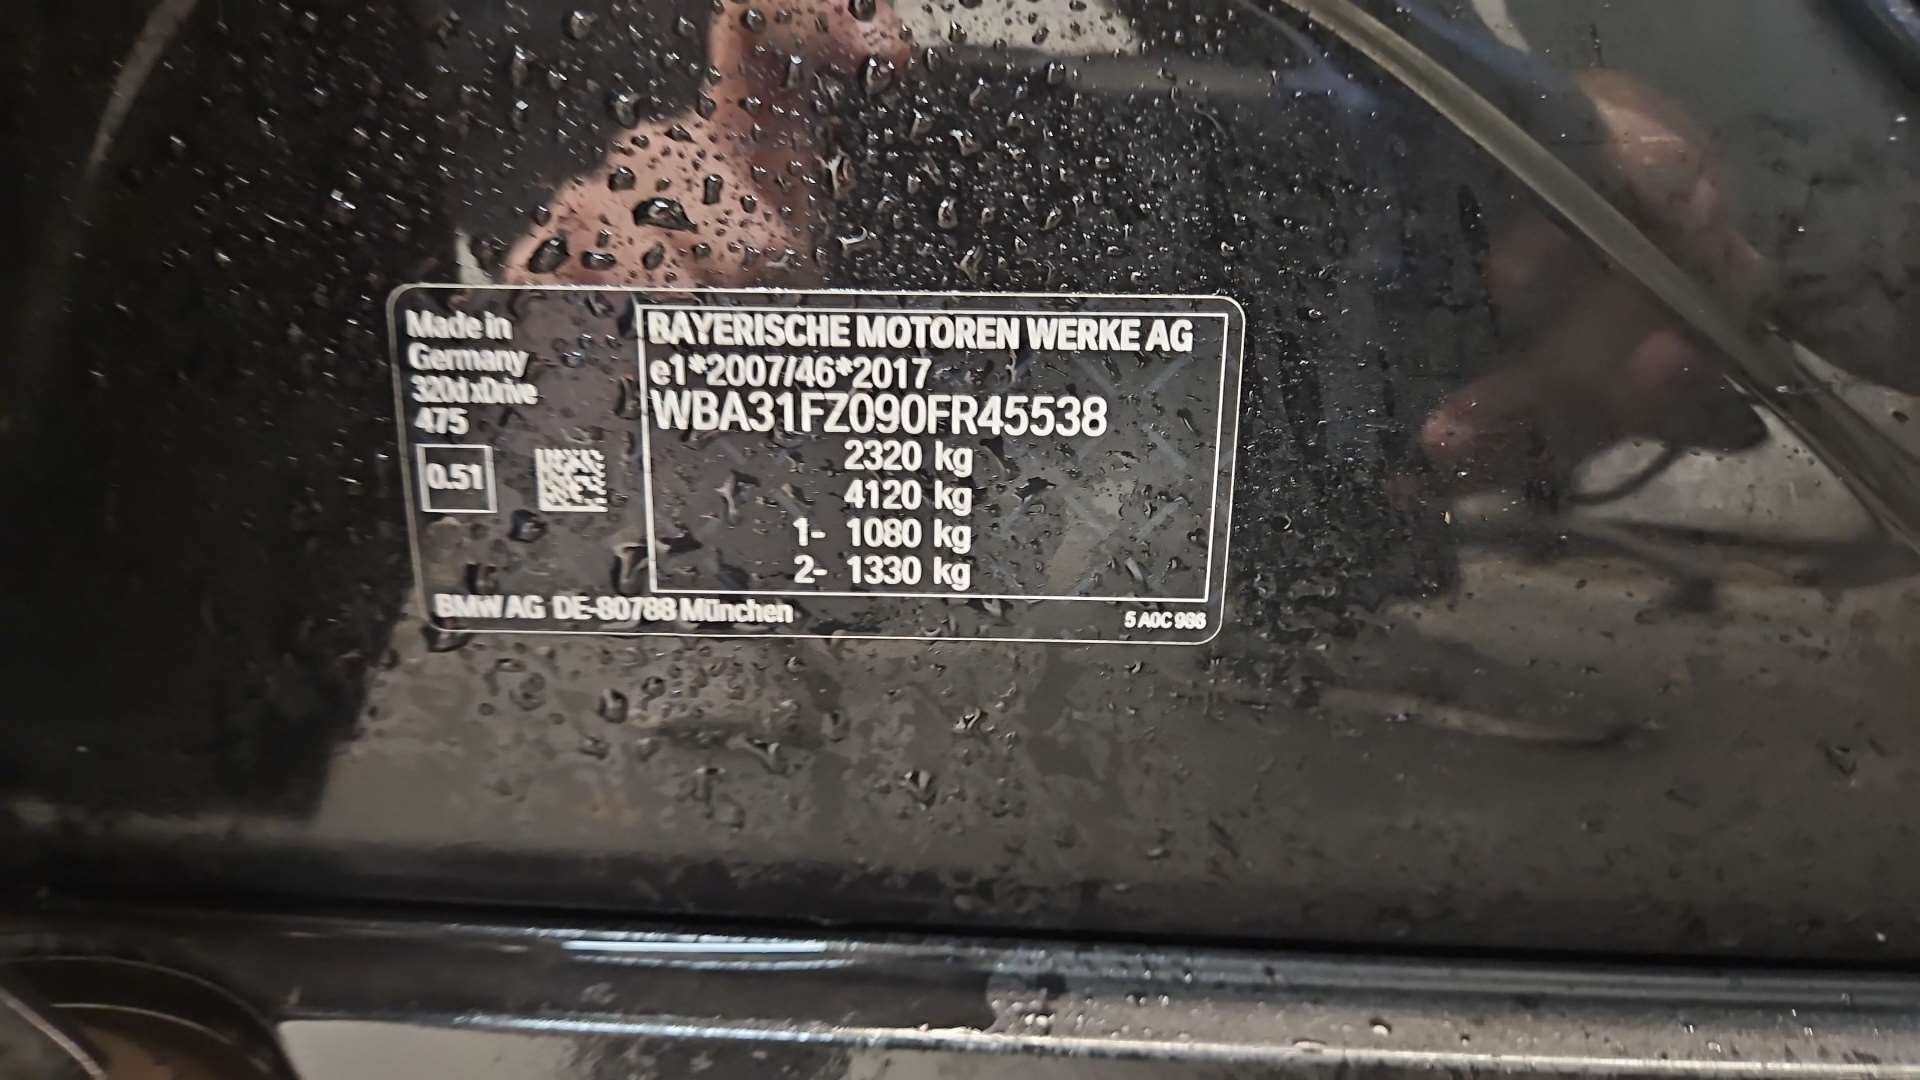 Made in
Germany
320d xDrive
475
0.51
BAYERISCHE MOTOREN WERKE AG
e1*2007/46*2017
WBA31FZ090FR45538
2320 kg
4120 kg
1- 1080 kg
2- 1330 kg
BMW AG DE-80788 München
5 A0C 986